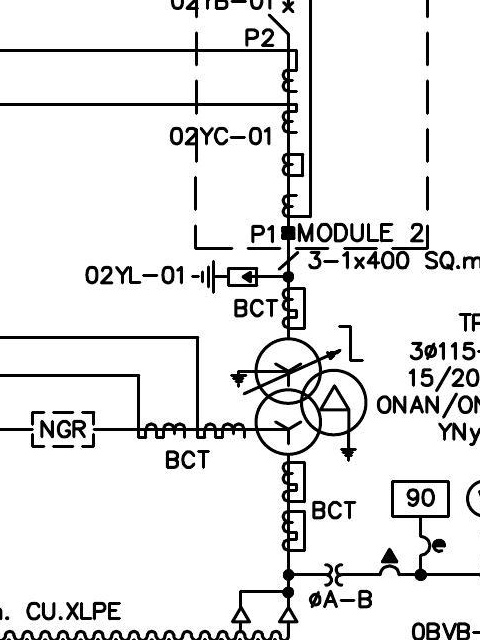 02YB-01
P2
02YC-01
P1 MODULE 2
3-1x400 SQ.m
02YL-01
BCT
3ø115-
15/20
ONAN/ON
YNy
NGR
BCT
90
BCT
e
øA-B
CU.XLPE
0BVB-